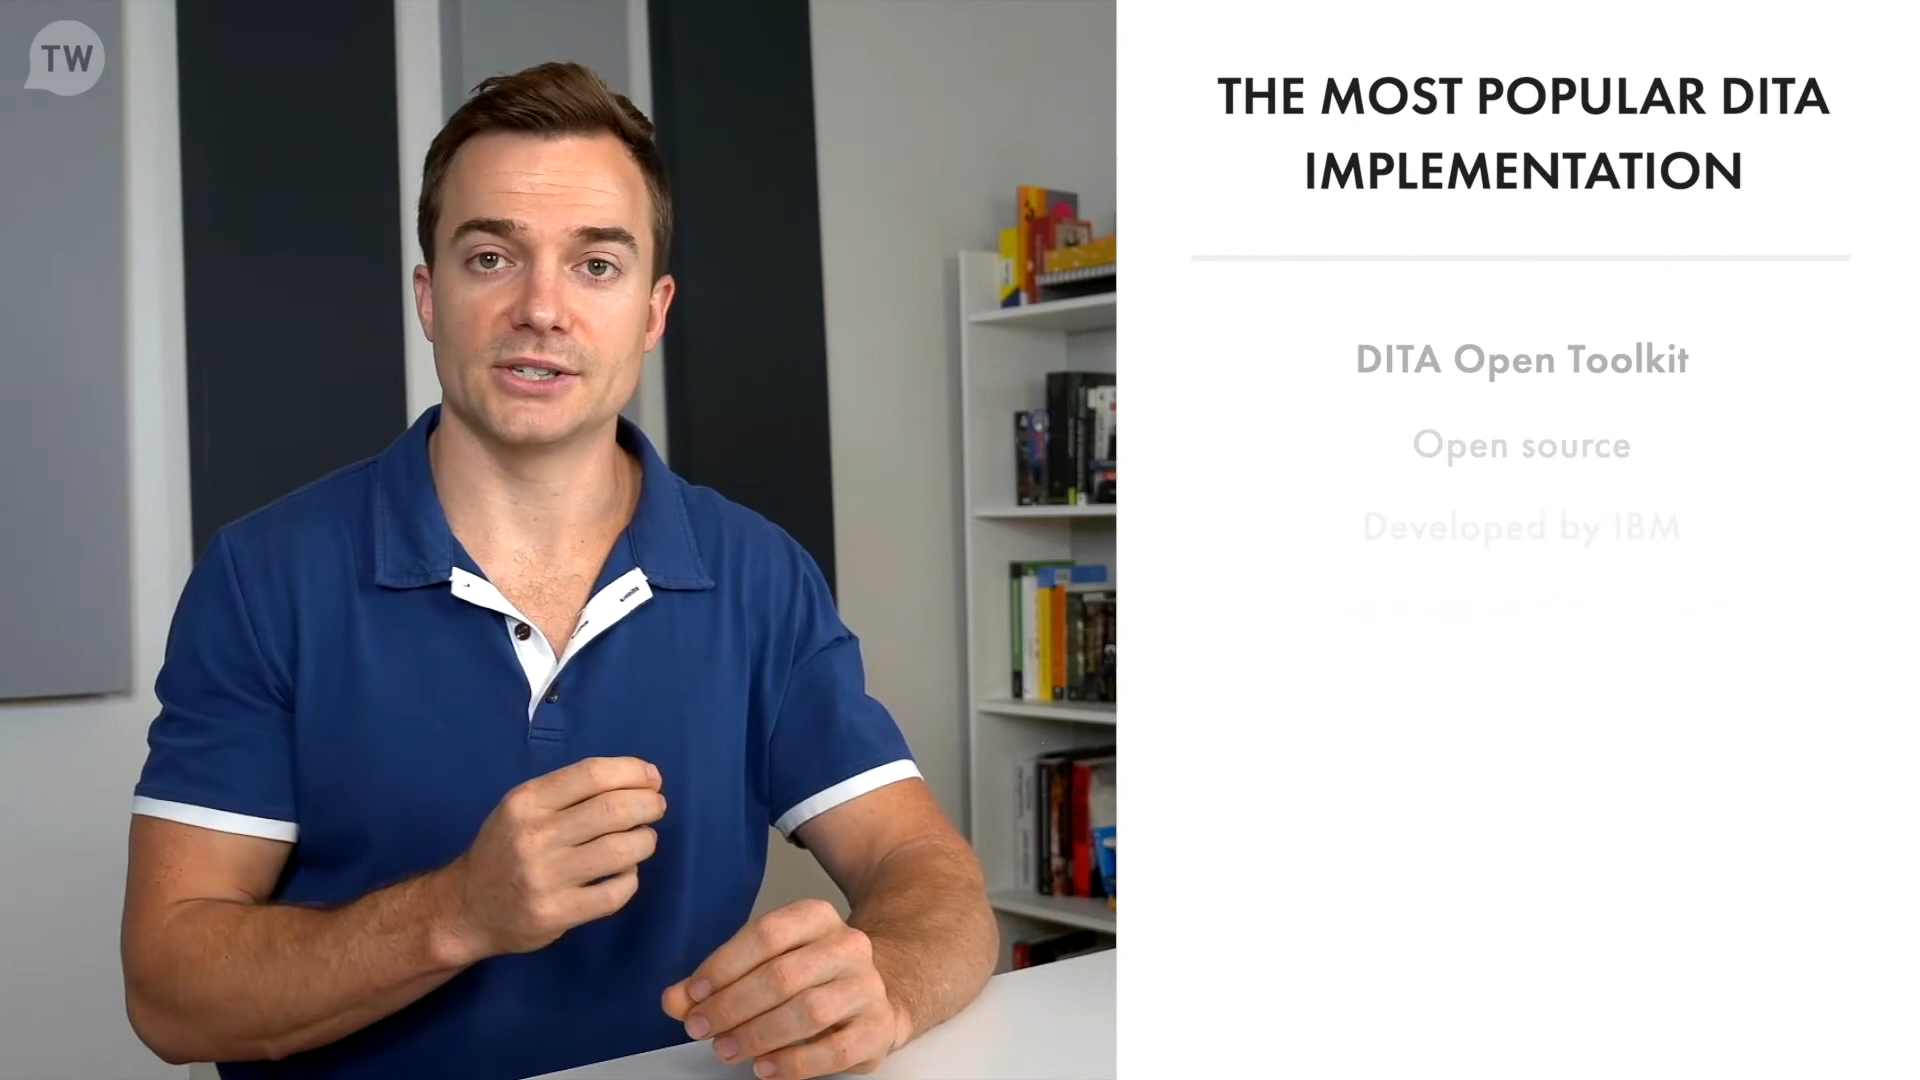 TW
THE MOST POPULAR DITA
IMPLEMENTATION
DITA Open Toolkit
Open source
Developed by IBM